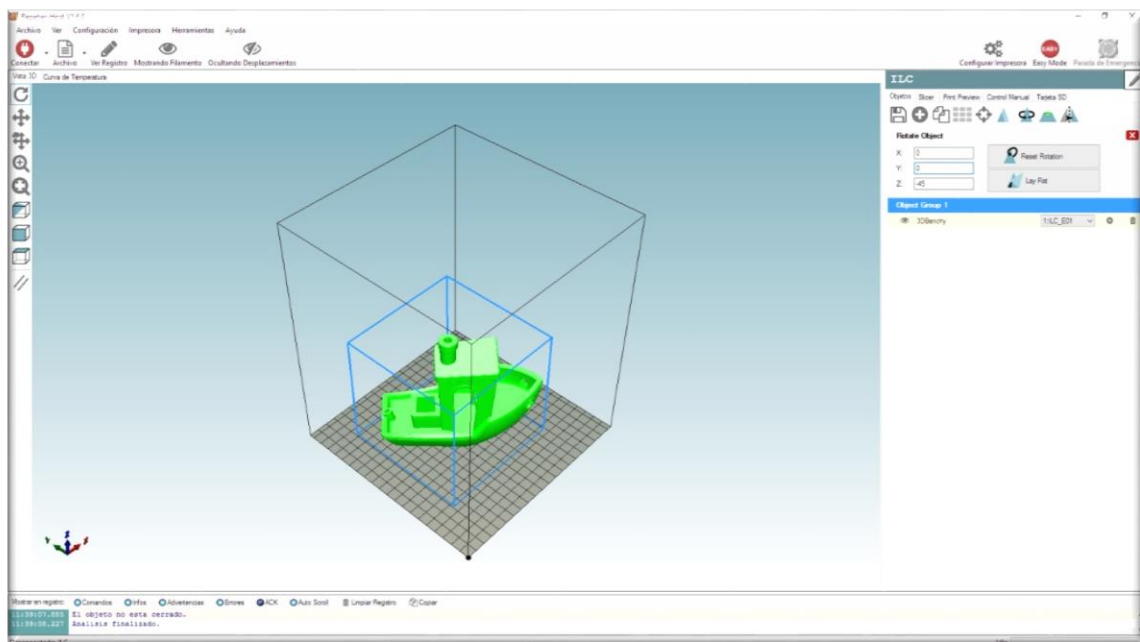 Archivo Ver Configuración Impresora Herramientas Ayuda
Conectar Archivo Ver Registro Mostrando Filamento Ocultando Desplazamientos Configurar Impresora Easy Mode Parada de Emergencia
EASY
Vista 3D Curva de Temperatura
ILC
Objetos Slicer Print Preview Control Manual Tarjeta SD
Rotate Object
X: 0 Reset Rotation
Y: 0
Z: -45 Lay Flat
Object Group 1
3DBenchy 1:ILC_E01
Mostrar en registro: Comandos Infos Advertencias Errores ACK Auto Scroll Limpiar Registro Copiar
El objeto no esta cerrado.
Analisis finalizado.